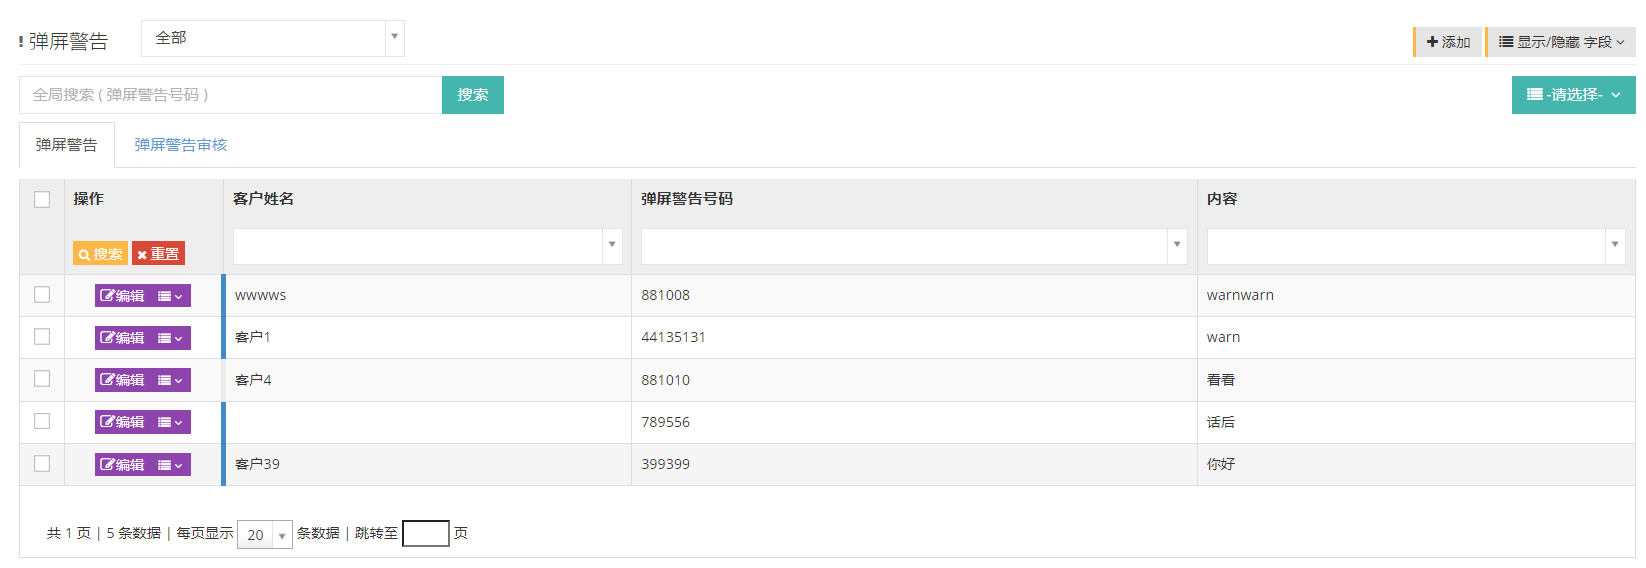 弹屏警告 全部 添加 显示/隐藏 字段
全局搜索 ( 弹屏警告号码 ) 搜索 -请选择-
弹屏警告 弹屏警告审核
操作 客户姓名 弹屏警告号码 内容
搜索 重置
编辑 wwwws 881008 warnwarn
编辑 客户1 44135131 warn
编辑 客户4 881010 看看
编辑 789556 话后
编辑 客户39 399399 你好
共 1 页 | 5 条数据 | 每页显示 20 条数据 | 跳转至 页